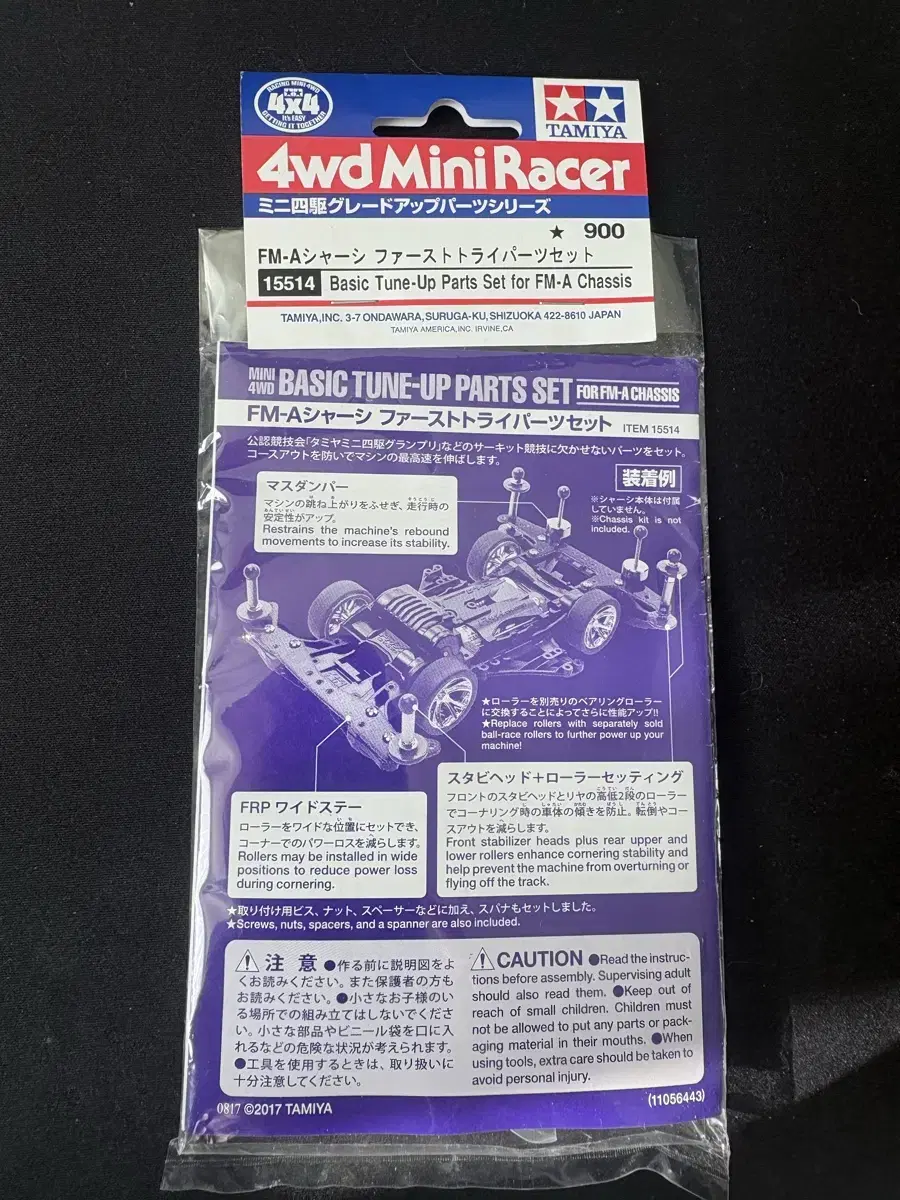 RACING MINI 4WD
4x4
It's EASY
GETTING IT TOGETHER
TAMIYA
4wd Mini Racer
ミニ四駆グレードアップパーツシリーズ
★ 900
FM-Aシャーシ ファーストトライパーツセット
15514 Basic Tune-Up Parts Set for FM-A Chassis
TAMIYA,INC. 3-7 ONDAWARA,SURUGA-KU,SHIZUOKA 422-8610 JAPAN
TAMIYA AMERICA,INC. IRVINE,CA
MINI 4WD BASIC TUNE-UP PARTS SET FOR FM-A CHASSIS
FM-Aシャーシ ファーストトライパーツセット ITEM 15514
公認競技会「タミヤミニ四駆グランプリ」などのサーキット競技に欠かせないパーツをセット。
コースアウトを防いでマシンの最高速を伸ばします。
装着例
※シャーシ本体は付属
していません。
※Chassis kit is not
included.
マスダンパー
マシンの跳ね上がりをふせぎ、走行時の
安定性がアップ。
Restrains the machine's rebound
movements to increase its stability.
★ローラーを別売りのベアリングローラー
に交換することによってさらに性能アップ!!
★Replace rollers with separately sold
ball-race rollers to further power up your
machine!
スタビヘッド+ローラーセッティング
フロントのスタビヘッドとリヤの高低2段のローラー
でコーナリング時の車体の傾きを防止。転倒やコー
スアウトを減らします。
Front stabilizer heads plus rear upper and
lower rollers enhance cornering stability and
help prevent the machine from overturning or
flying off the track.
FRP ワイドステー
ローラーをワイドな位置にセットでき、
コーナーでのパワーロスを減らします。
Rollers may be installed in wide
positions to reduce power loss
during cornering.
★取り付け用ビス、ナット、スペーサーなどに加え、スパナもセットしました。
★Screws, nuts, spacers, and a spanner are also included.
注 意 ●作る前に説明図をよ
くお読みください。また保護者の方も
お読みください。●小さなお子様のい
る場所での組み立てはしないでくださ
い。小さな部品やビニール袋を口に入
れるなどの危険な状況が考えられます。
●工具を使用するときは、取り扱いに
十分注意してください。
CAUTION ●Read the instruc-
tions before assembly. Supervising adult
should also read them. ●Keep out of
reach of small children. Children must
not be allowed to put any parts or pack-
aging material in their mouths. ●When
using tools, extra care should be taken to
avoid personal injury.
0817 ©2017 TAMIYA
(11056443)